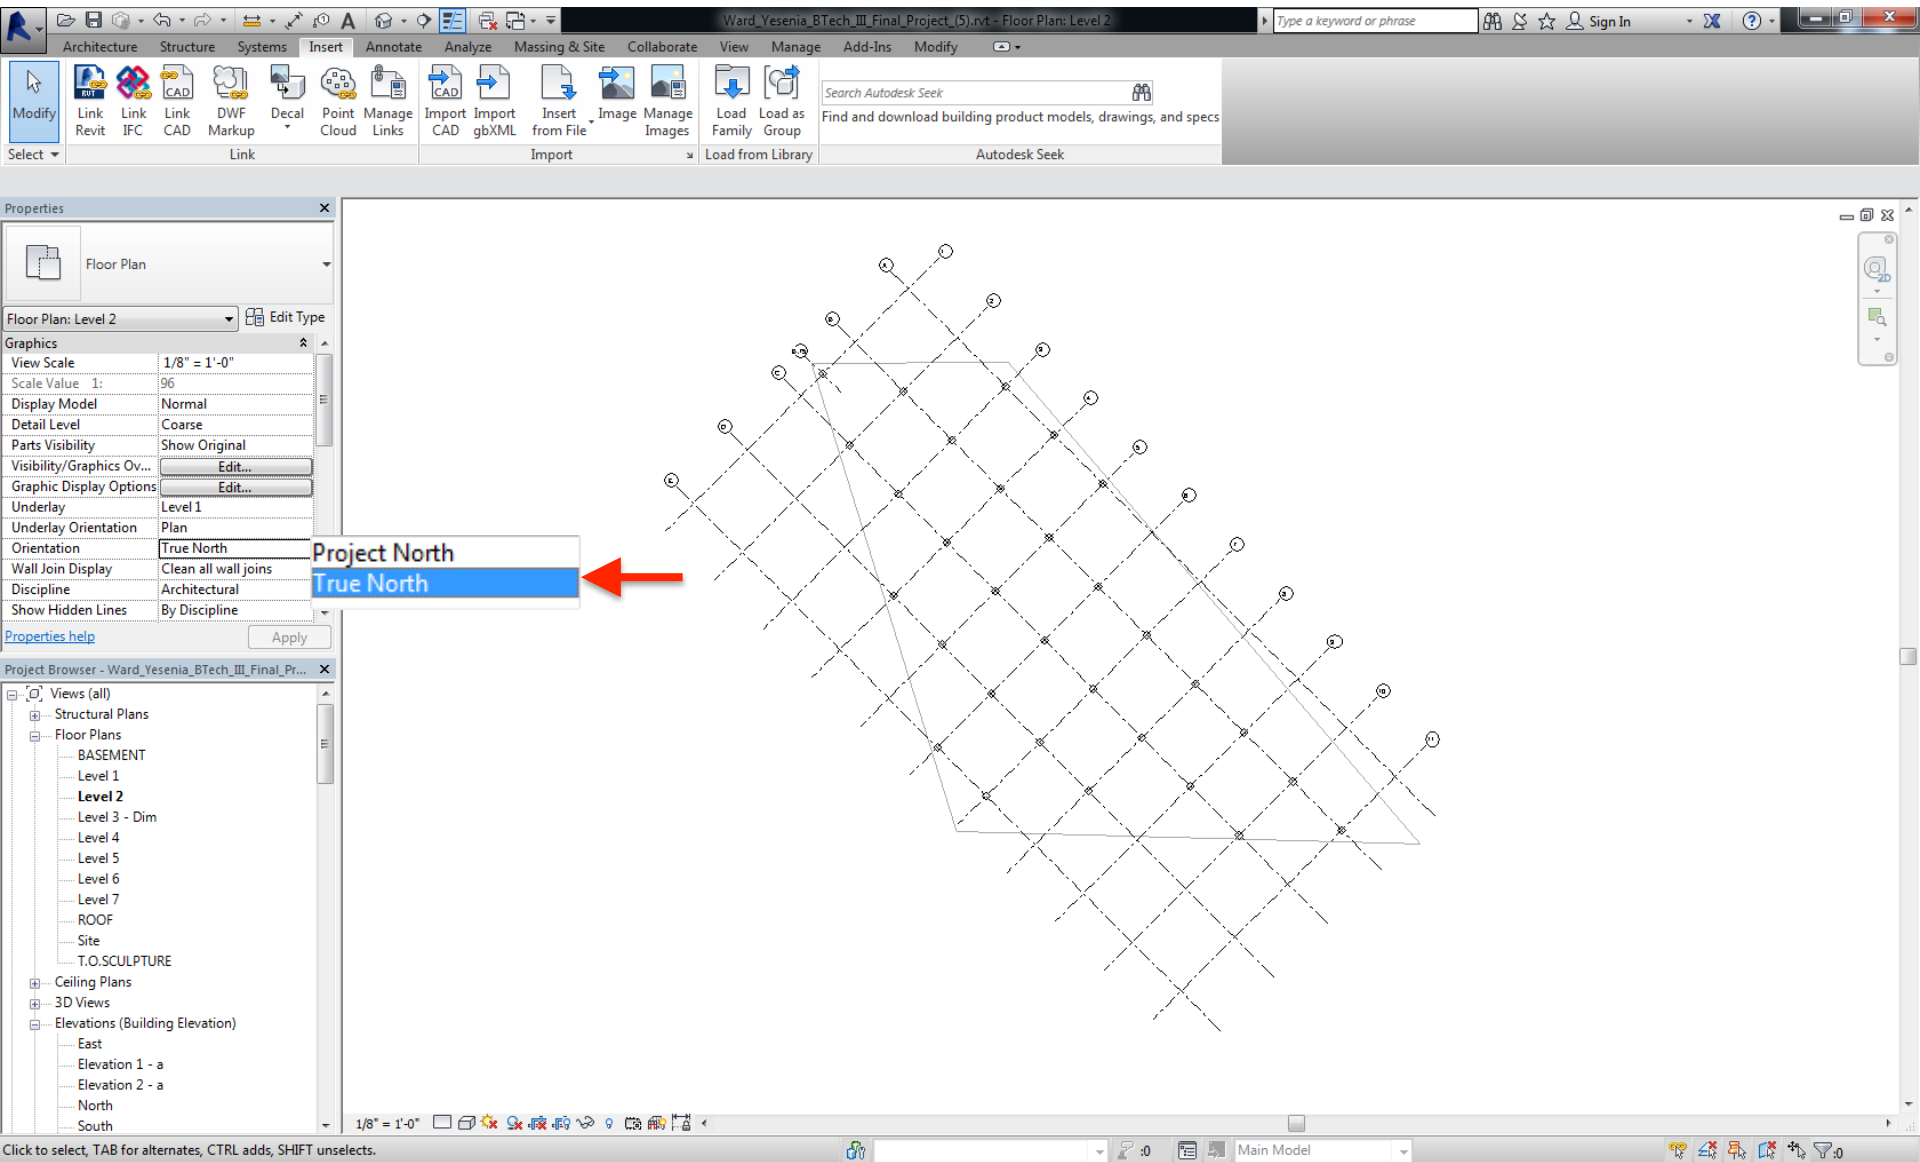 Ward_Yesenia_BTech_III_Final_Project_(5).rvt - Floor Plan: Level 2
Type a keyword or phrase
Sign In
Architecture Structure Systems Insert Annotate Analyze Massing & Site Collaborate View Manage Add-Ins Modify
Modify
Link Revit
Link IFC
Link CAD
DWF Markup
Decal
Point Cloud
Manage Links
Import CAD
Import gbXML
Insert from File
Image
Manage Images
Load Family
Load as Group
Search Autodesk Seek
Find and download building product models, drawings, and specs
Select
Link
Import
Load from Library
Autodesk Seek
Properties
Floor Plan
Floor Plan: Level 2
Edit Type
Graphics
View Scale 1/8" = 1'-0"
Scale Value 1: 96
Display Model Normal
Detail Level Coarse
Parts Visibility Show Original
Visibility/Graphics Ov... Edit...
Graphic Display Options Edit...
Underlay Level 1
Underlay Orientation Plan
Orientation True North
Wall Join Display Clean all wall joins
Discipline Architectural
Show Hidden Lines By Discipline
Project North
True North
Properties help
Apply
Project Browser - Ward_Yesenia_BTech_III_Final_Pr...
Views (all)
Structural Plans
Floor Plans
BASEMENT
Level 1
Level 2
Level 3 - Dim
Level 4
Level 5
Level 6
Level 7
ROOF
Site
T.O.SCULPTURE
Ceiling Plans
3D Views
Elevations (Building Elevation)
East
Elevation 1 - a
Elevation 2 - a
North
South
2D
1/8" = 1'-0"
Click to select, TAB for alternates, CTRL adds, SHIFT unselects.
:0
Main Model
:0